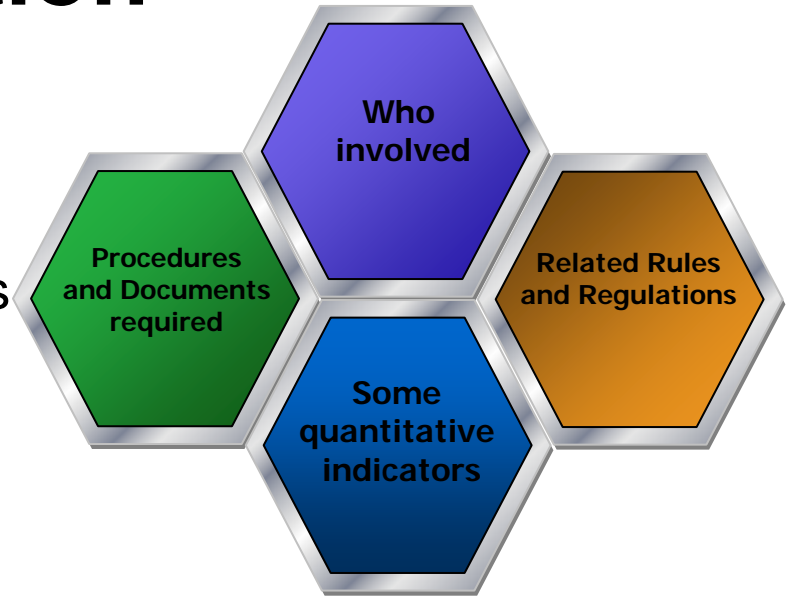 Who
involved
Procedures
and Documents
required
Related Rules
and Regulations
Some
quantitative
indicators